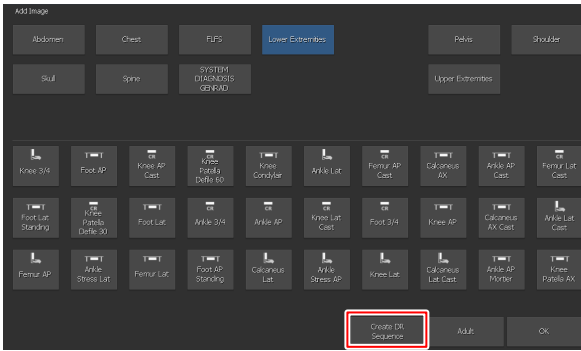 Add Image
Abdomen
Chest
FLFS
Lower Extremties
Pelvis
Shoulder
Skull
Spine
SYSTEM
DIAGNOSIS
GENRAD
Upper Extremties
Knee 3/4
Foot AP
CR
Knee AP
Cast
CR
Knee
Patella
Defile 60
Knee
Condylair
Ankle Lat
CR
Femur AP
Cast
Calcaneus
AX
Ankle AP
Cast
CR
Femur Lat
Cast
Foot Lat
Standing
CR
Knee
Patella
Defile 30
Foot Lat
CR
Ankle 3/4
CR
Ankle AP
CR
Knee Lat
Cast
CR
Foot 3/4
Knee AP
Calcaneus
AX Cast
Ankle Lat
Cast
Femur AP
Ankle
Stress Lat
Femur Lat
Foot AP
Standing
Calcaneus
Lat
Ankle
Stress AP
Knee Lat
Calcaneus
Lat Cast
Ankle AP
Mortier
Knee
Patella AX
Create DR
Sequence
Adult
OK